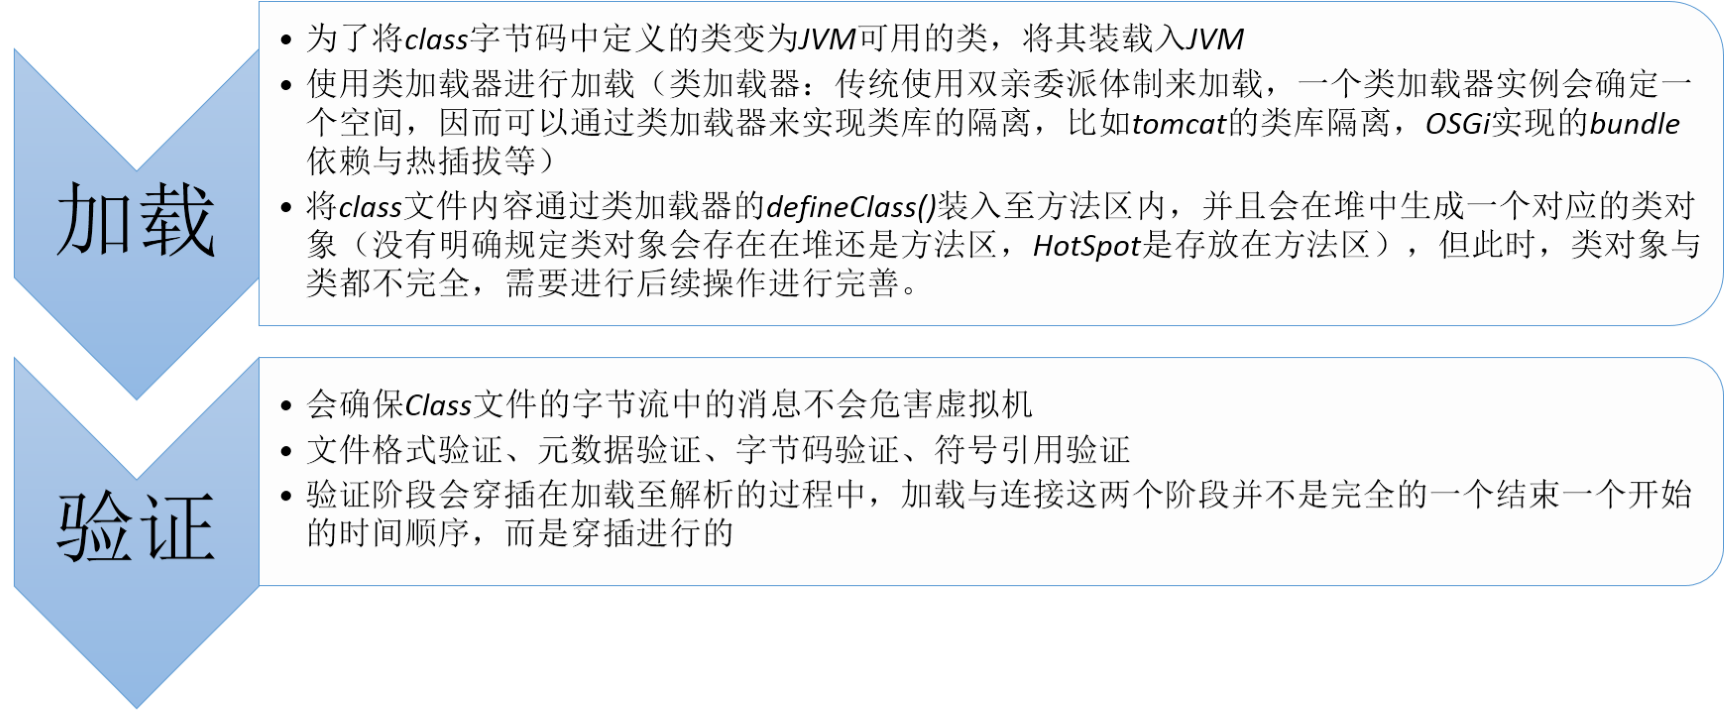 加载
• 为了将class字节码中定义的类变为JVM可用的类，将其装载入JVM
• 使用类加载器进行加载（类加载器：传统使用双亲委派体制来加载，一个类加载器实例会确定一
个空间，因而可以通过类加载器来实现类库的隔离，比如tomcat的类库隔离，OSGi实现的bundle
依赖与热插拔等）
• 将class文件内容通过类加载器的defineClass()装入至方法区内，并且会在堆中生成一个对应的类对
象（没有明确规定类对象会存在在堆还是方法区，HotSpot是存放在方法区），但此时，类对象与
类都不完全，需要进行后续操作进行完善。
验证
• 会确保Class文件的字节流中的消息不会危害虚拟机
• 文件格式验证、元数据验证、字节码验证、符号引用验证
• 验证阶段会穿插在加载至解析的过程中，加载与连接这两个阶段并不是完全的一个结束一个开始
的时间顺序，而是穿插进行的